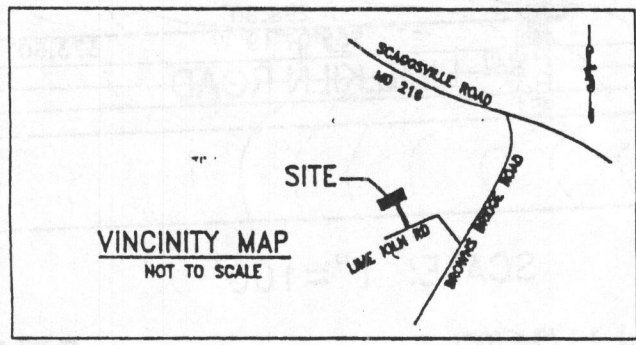 SCAGGSVILLE ROAD
MD 216
SITE
BROWNS BRIDGE ROAD
LIME KILN RD
VINCINITY MAP
NOT TO SCALE